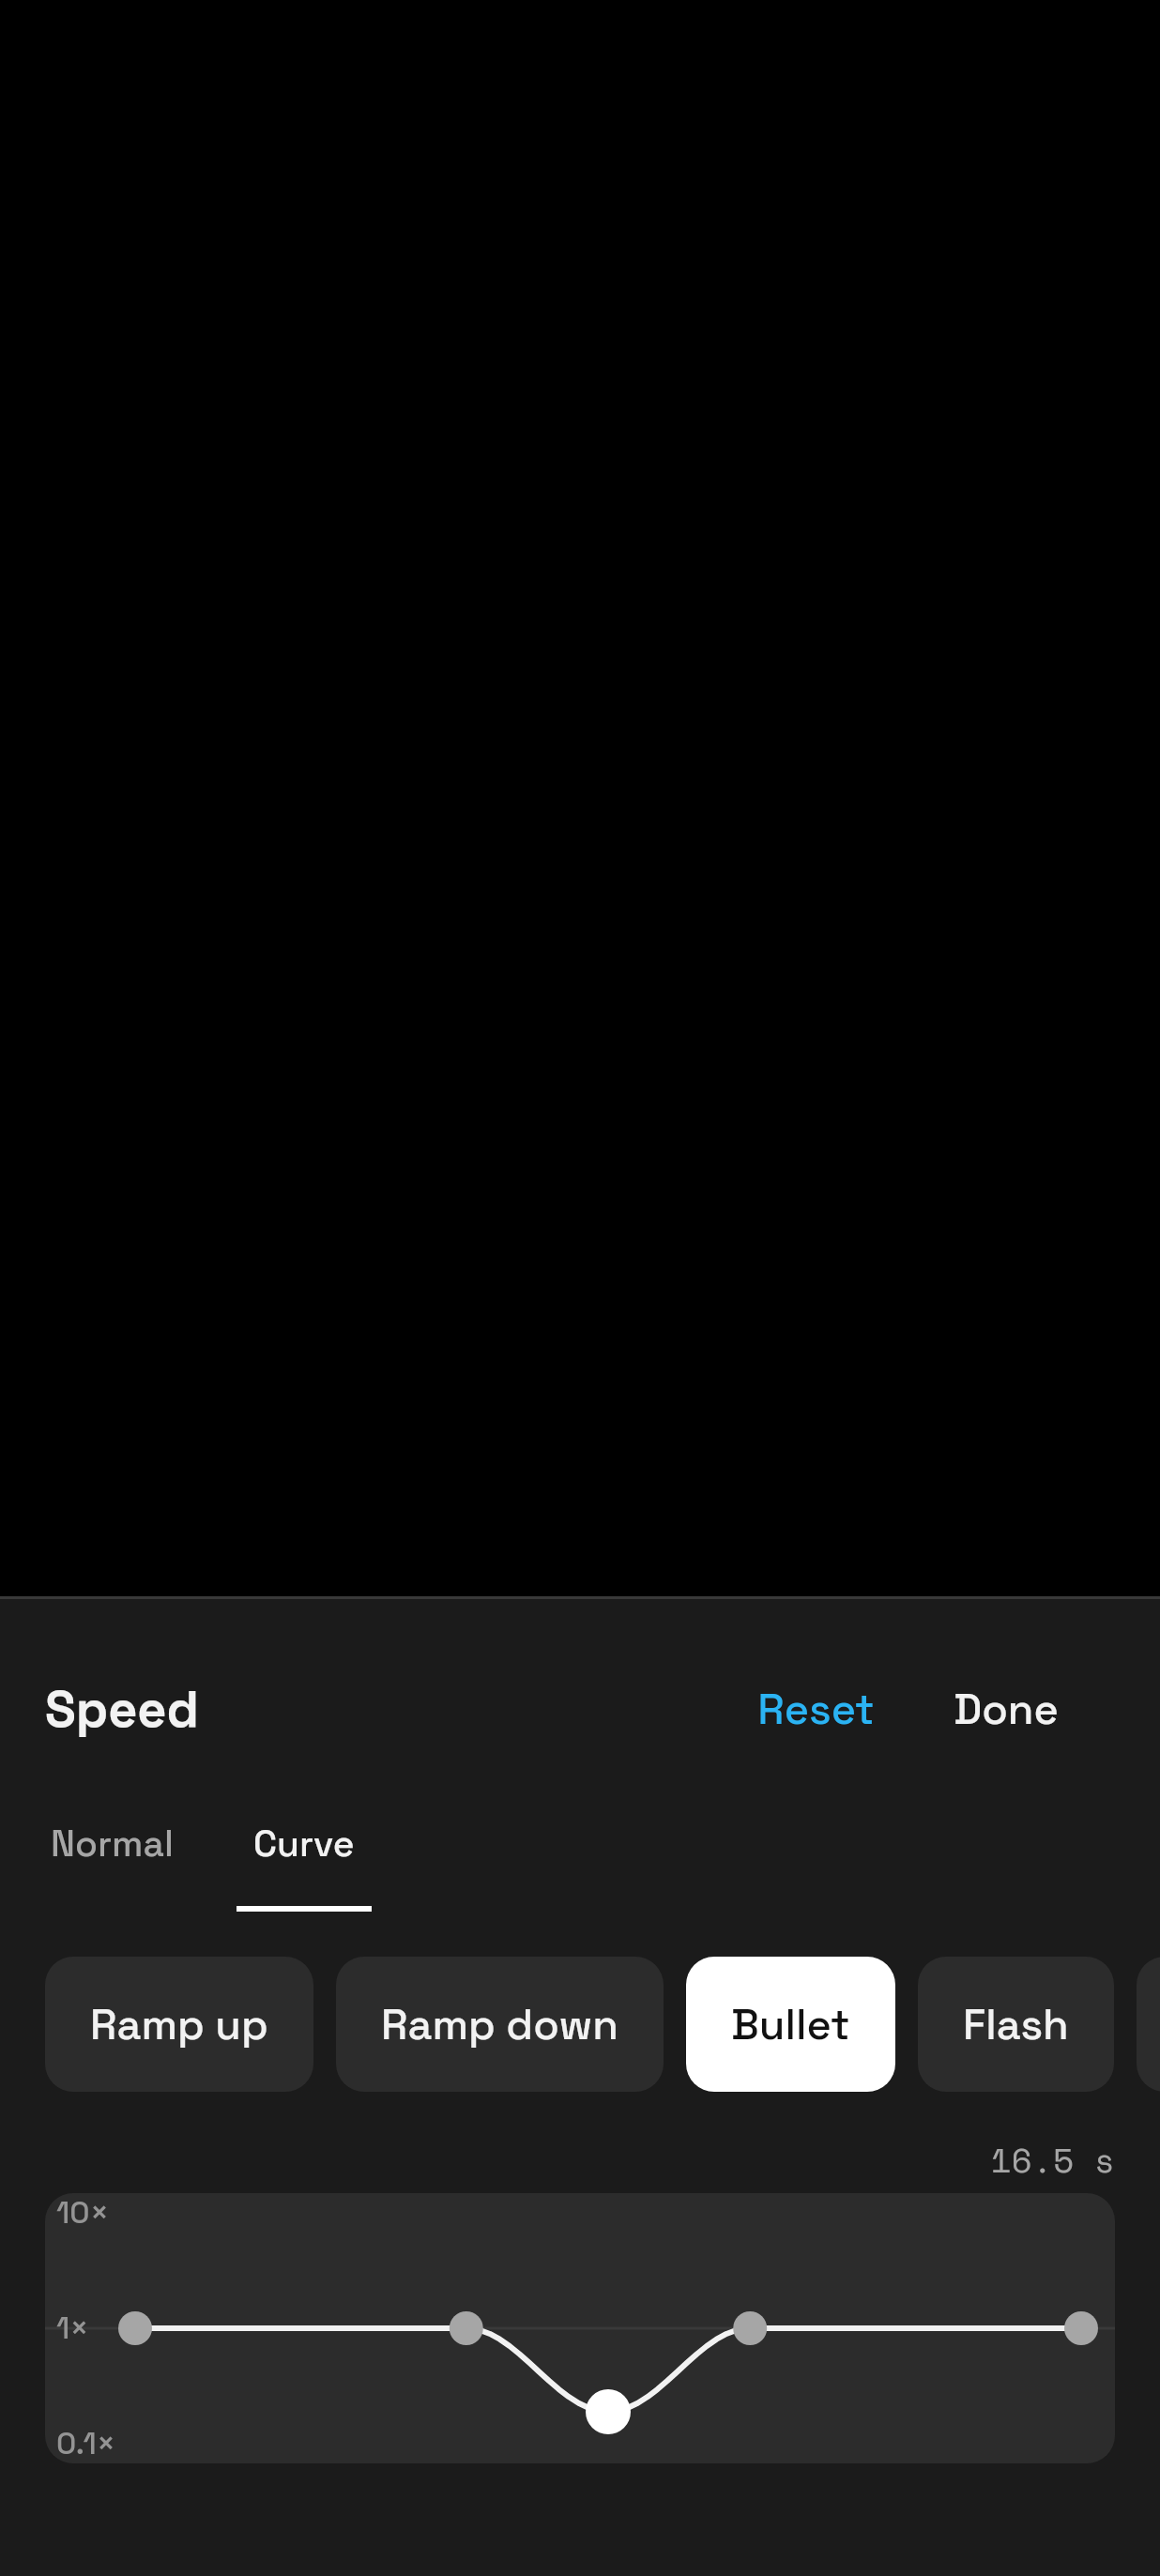 Speed Reset Done
Normal Curve
Ramp up Ramp down Bullet Flash
16.5 s
10×
1×
0.1×